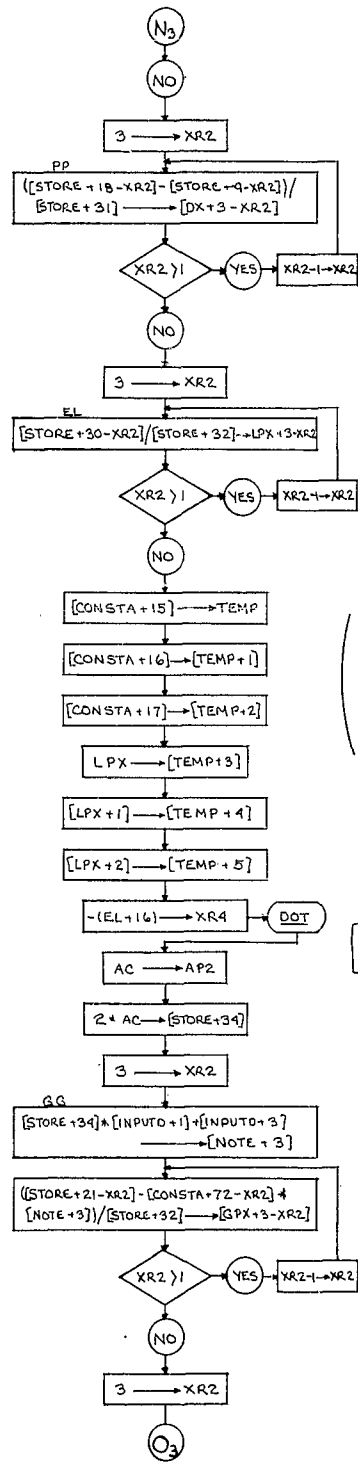 N3
NO
3 → XR2
PP
([STORE+18-XR2]-[STORE+9-XR2])/
[STORE+31] → [DX+3-XR2]
XR2>1
YES
XR2-1→XR2
NO
3 → XR2
EL
[STORE+30-XR2]/[STORE+32]→LPX+3-XR2
XR2>1
YES
XR2-1→XR2
NO
[CONSTA+15] → TEMP
[CONSTA+16]→[TEMP+1]
[CONSTA+17]→[TEMP+2]
LPX → [TEMP+3]
[LPX+1] → [TEMP+4]
[LPX+2] → [TEMP+5]
-(EL+16) → XR4
DOT
AC → AP2
2 * AC → [STORE+34]
3 → XR2
GG
[STORE+34]*[INPUTD+1]+[INPUTD+3]
→ [NOTE+3]
([STORE+21-XR2]-[CONSTA+72-XR2]*
[NOTE+3])/[STORE+32] → [GPX+3-XR2]
XR2>1
YES
XR2-1→XR2
NO
3 → XR2
O3